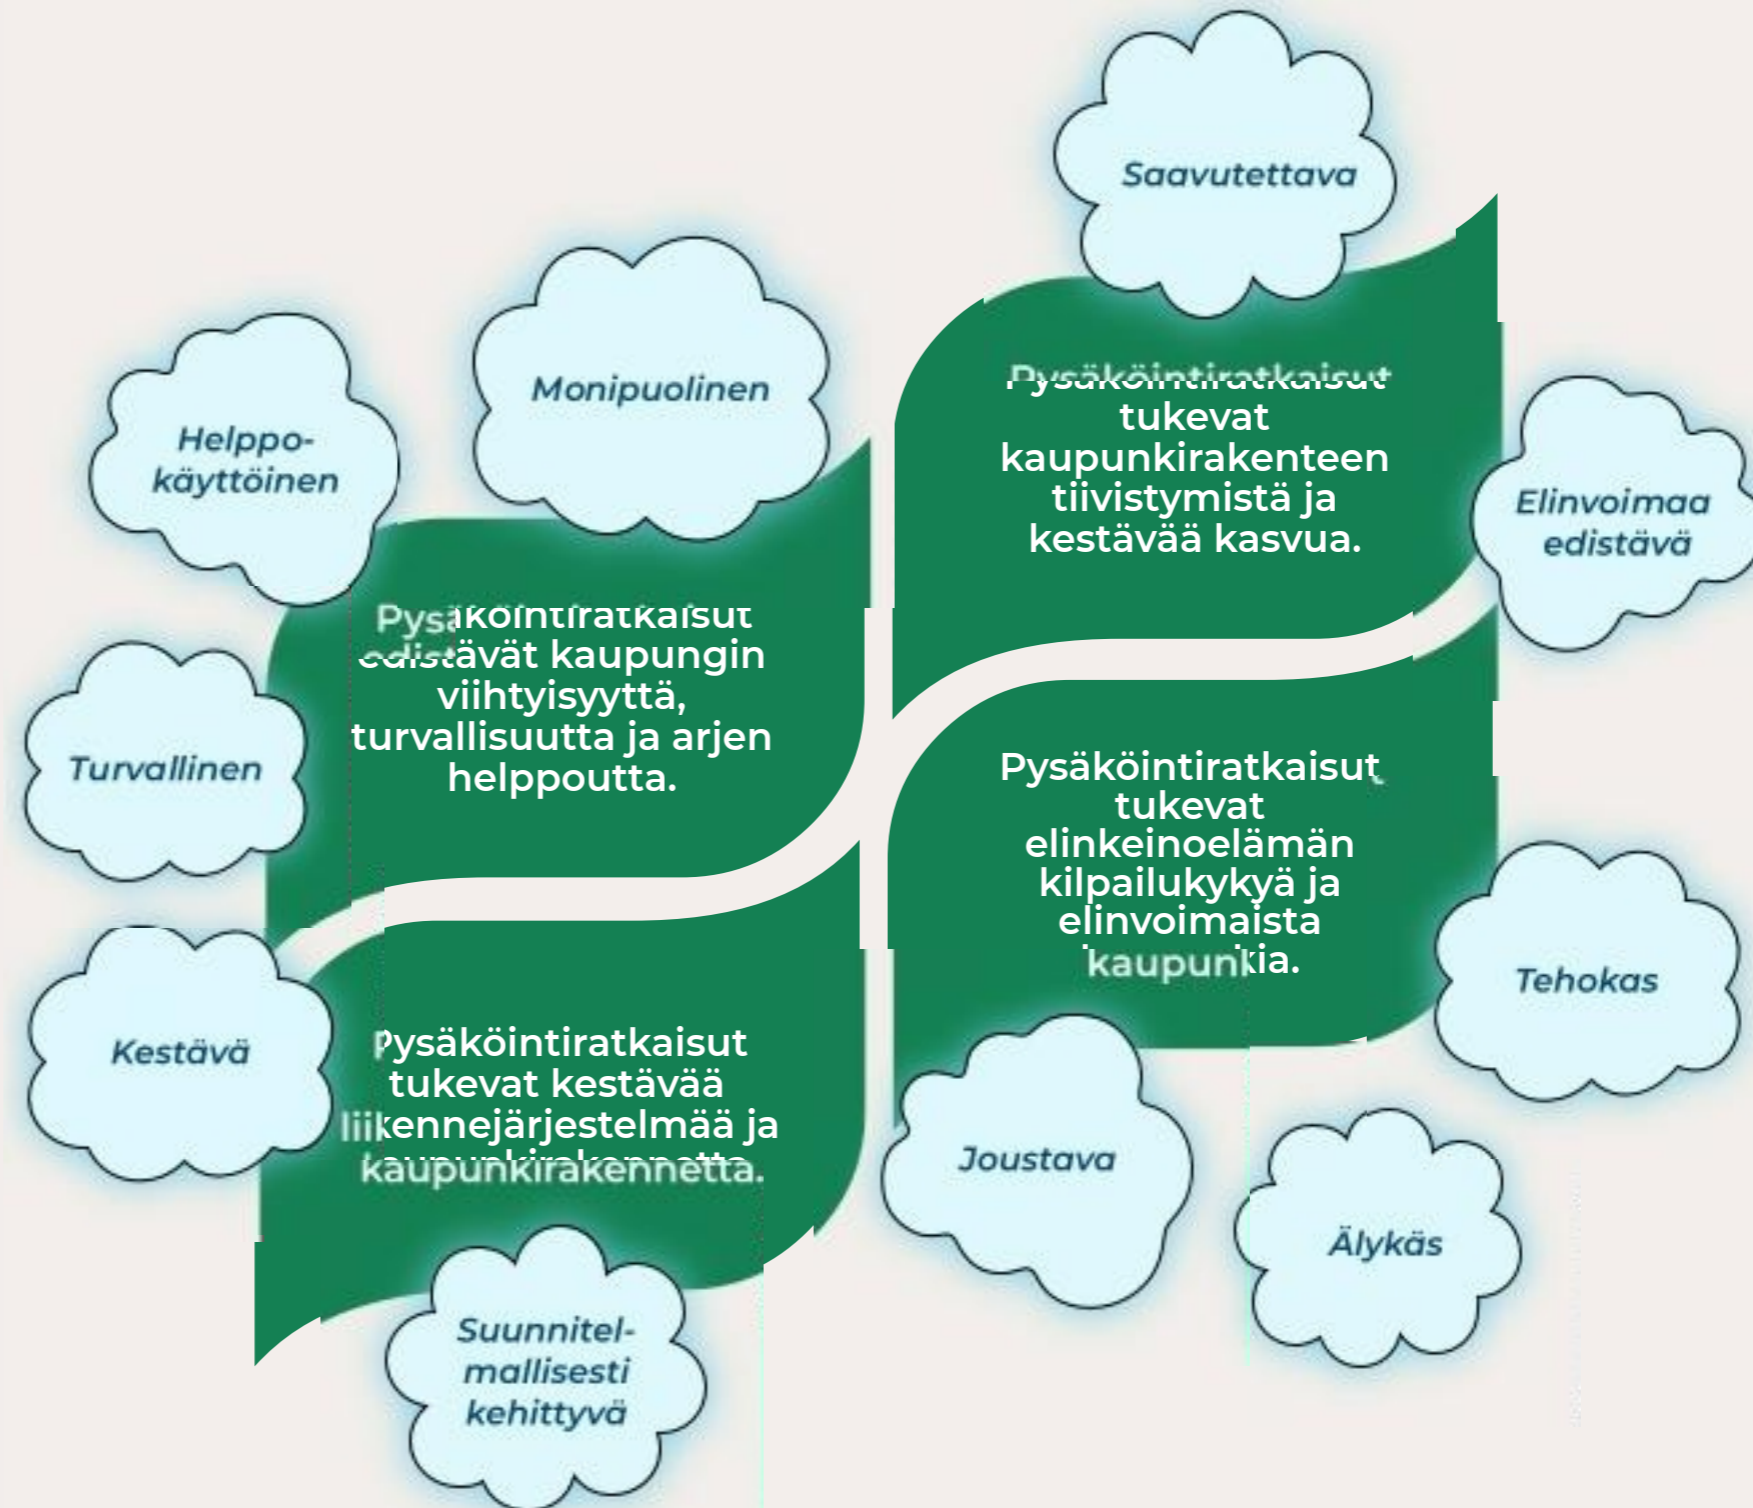 Saavutettava
Monipuolinen
Helppo-
käyttöinen
Pysäköintiratkaisut
tukevat
kaupunkirakenteen
tiivistymistä ja
kestävää kasvua.
Elinvoimaa
edistävä
Pysäköintiratkaisut
edistävät kaupungin
viihtyisyyttä,
turvallisuutta ja arjen
helppoutta.
Turvallinen
Pysäköintiratkaisut
tukevat
elinkeinoelämän
kilpailukykyä ja
elinvoimaista
kaupunkia.
Tehokas
Kestävä
Pysäköintiratkaisut
tukevat kestävää
liikennejärjestelmää ja
kaupunkirakennetta.
Joustava
Älykäs
Suunnitel-
mallisesti
kehittyvä